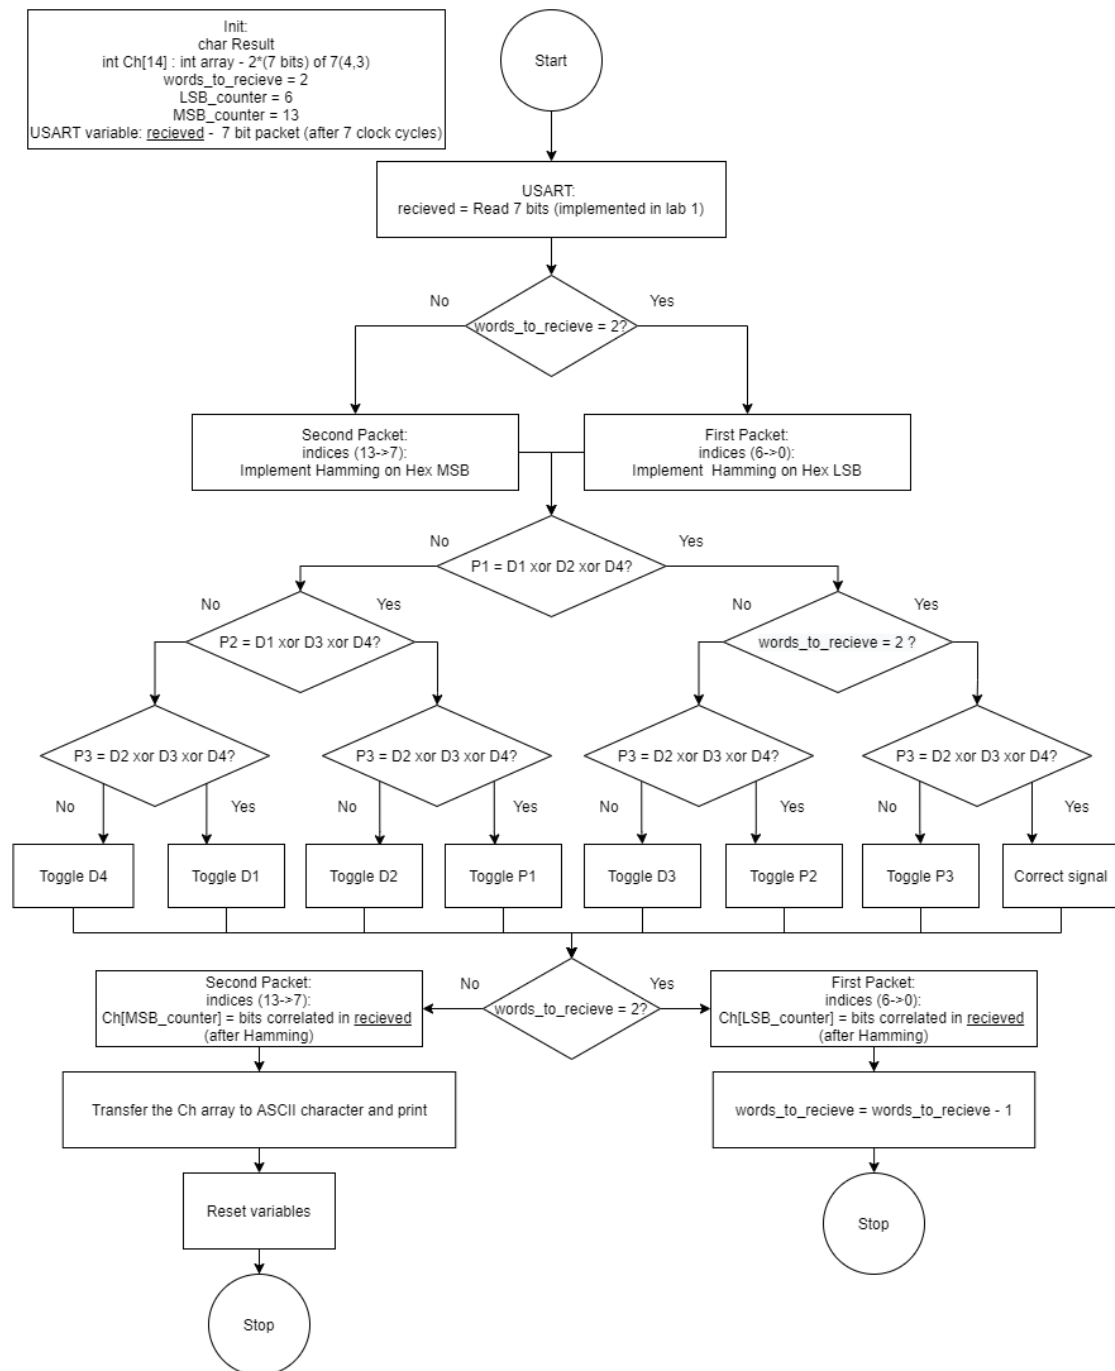 Init:
char Result
int Ch[14] : int array - 2*(7 bits) of 7(4,3)
words_to_recieve = 2
LSB_counter = 6
MSB_counter = 13
USART variable: recieved - 7 bit packet (after 7 clock cycles)
Start
USART:
recieved = Read 7 bits (implemented in lab 1)
No
Yes
words_to_recieve = 2?
Second Packet:
indices (13->7):
Implement Hamming on Hex MSB
First Packet:
indices (6->0):
Implement Hamming on Hex LSB
No
Yes
P1 = D1 xor D2 xor D4?
No
Yes
P2 = D1 xor D3 xor D4?
No
Yes
words_to_recieve = 2 ?
P3 = D2 xor D3 xor D4?
P3 = D2 xor D3 xor D4?
P3 = D2 xor D3 xor D4?
P3 = D2 xor D3 xor D4?
No
Yes
No
Yes
No
Yes
No
Yes
Toggle D4
Toggle D1
Toggle D2
Toggle P1
Toggle D3
Toggle P2
Toggle P3
Correct signal
No
Yes
words_to_recieve = 2?
Second Packet:
indices (13->7):
Ch[MSB_counter] = bits correlated in recieved
(after Hamming)
First Packet:
indices (6->0):
Ch[LSB_counter] = bits correlated in recieved
(after Hamming)
Transfer the Ch array to ASCII character and print
words_to_recieve = words_to_recieve - 1
Reset variables
Stop
Stop